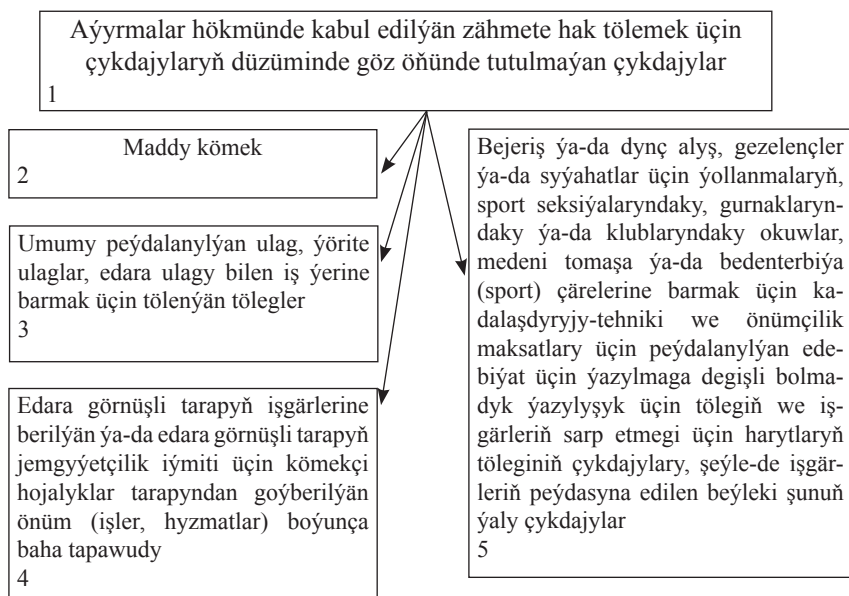 Aýyrmalar hökmünde kabul edilýän zähmete hak tölemek üçin
çykdajylaryň düzüminde göz öňünde tutulmaýan çykdajylar
1
Maddy kömek
2
Umumy peýdalanylýan ulag, ýörite
ulaglar, edara ulagy bilen iş ýerine
barmak üçin tölenýän tölegler
3
Edara görnüşli tarapyň işgärlerine
berilýän ýa-da edara görnüşli tarapyň
jemgyýetçilik iýmiti üçin kömekçi
hojalyklar tarapyndan goýberilýän
önüm (işler, hyzmatlar) boýunça
baha tapawudy
4
Bejeriş ýa-da dynç alyş, gezelençler
ýa-da syýahatlar üçin ýollanmalaryň,
sport seksiýalaryndaky, gurnaklaryn-
daky ýa-da klublaryndaky okuwlar,
medeni tomaşa ýa-da bedenterbiýa
(sport) çärelerine barmak üçin ka-
dalaşdyryjy-tehniki we önümçilik
maksatlary üçin peýdalanylýan ede-
biýat üçin ýazylmaga degişli bolma-
dyk ýazylyşyk üçin tölegiň we iş-
gärleriň sarp etmegi üçin harytlaryň
töleginiň çykdajylary, şeýle-de işgär-
leriň peýdasyna edilen beýleki şunuň
ýaly çykdajylar
5